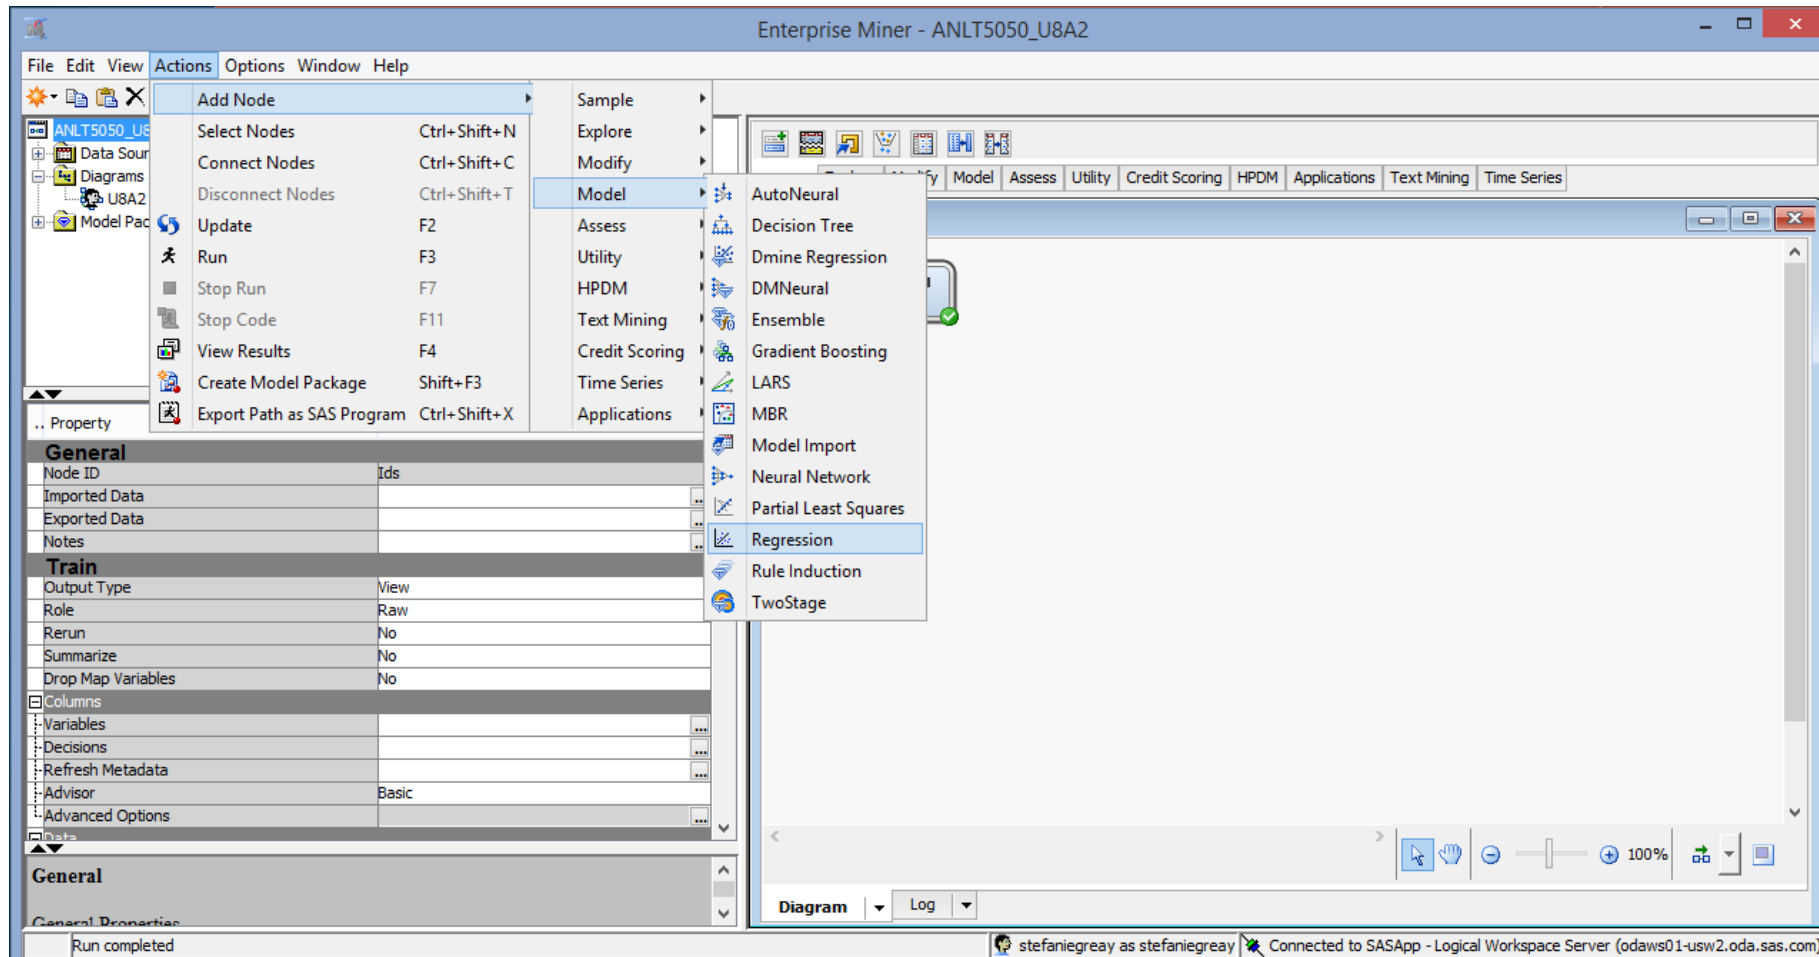 Enterprise Miner - ANLT5050_U8A2
File Edit View Actions Options Window Help
ANLT5050_U8
Data Sour
Diagrams
U8A2
Model Pac
Add Node
Select Nodes Ctrl+Shift+N
Connect Nodes Ctrl+Shift+C
Disconnect Nodes Ctrl+Shift+T
Update F2
Run F3
Stop Run F7
Stop Code F11
View Results F4
Create Model Package Shift+F3
Export Path as SAS Program Ctrl+Shift+X
Sample
Explore
Modify
Model
Assess
Utility
HPDM
Text Mining
Credit Scoring
Time Series
Applications
AutoNeural
Decision Tree
Dmine Regression
DMNeural
Ensemble
Gradient Boosting
LARS
MBR
Model Import
Neural Network
Partial Least Squares
Regression
Rule Induction
TwoStage
Model Assess Utility Credit Scoring HPDM Applications Text Mining Time Series
.. Property
General
Node ID Ids
Imported Data ...
Exported Data ...
Notes ...
Train
Output Type View
Role Raw
Rerun No
Summarize No
Drop Map Variables No
Columns
Variables ...
Decisions ...
Refresh Metadata ...
Advisor Basic
Advanced Options ...
Data
General
General Properties
100%
Diagram Log
Run completed
stefaniegreay as stefaniegreay Connected to SASApp - Logical Workspace Server (odaws01-usw2.oda.sas.com)